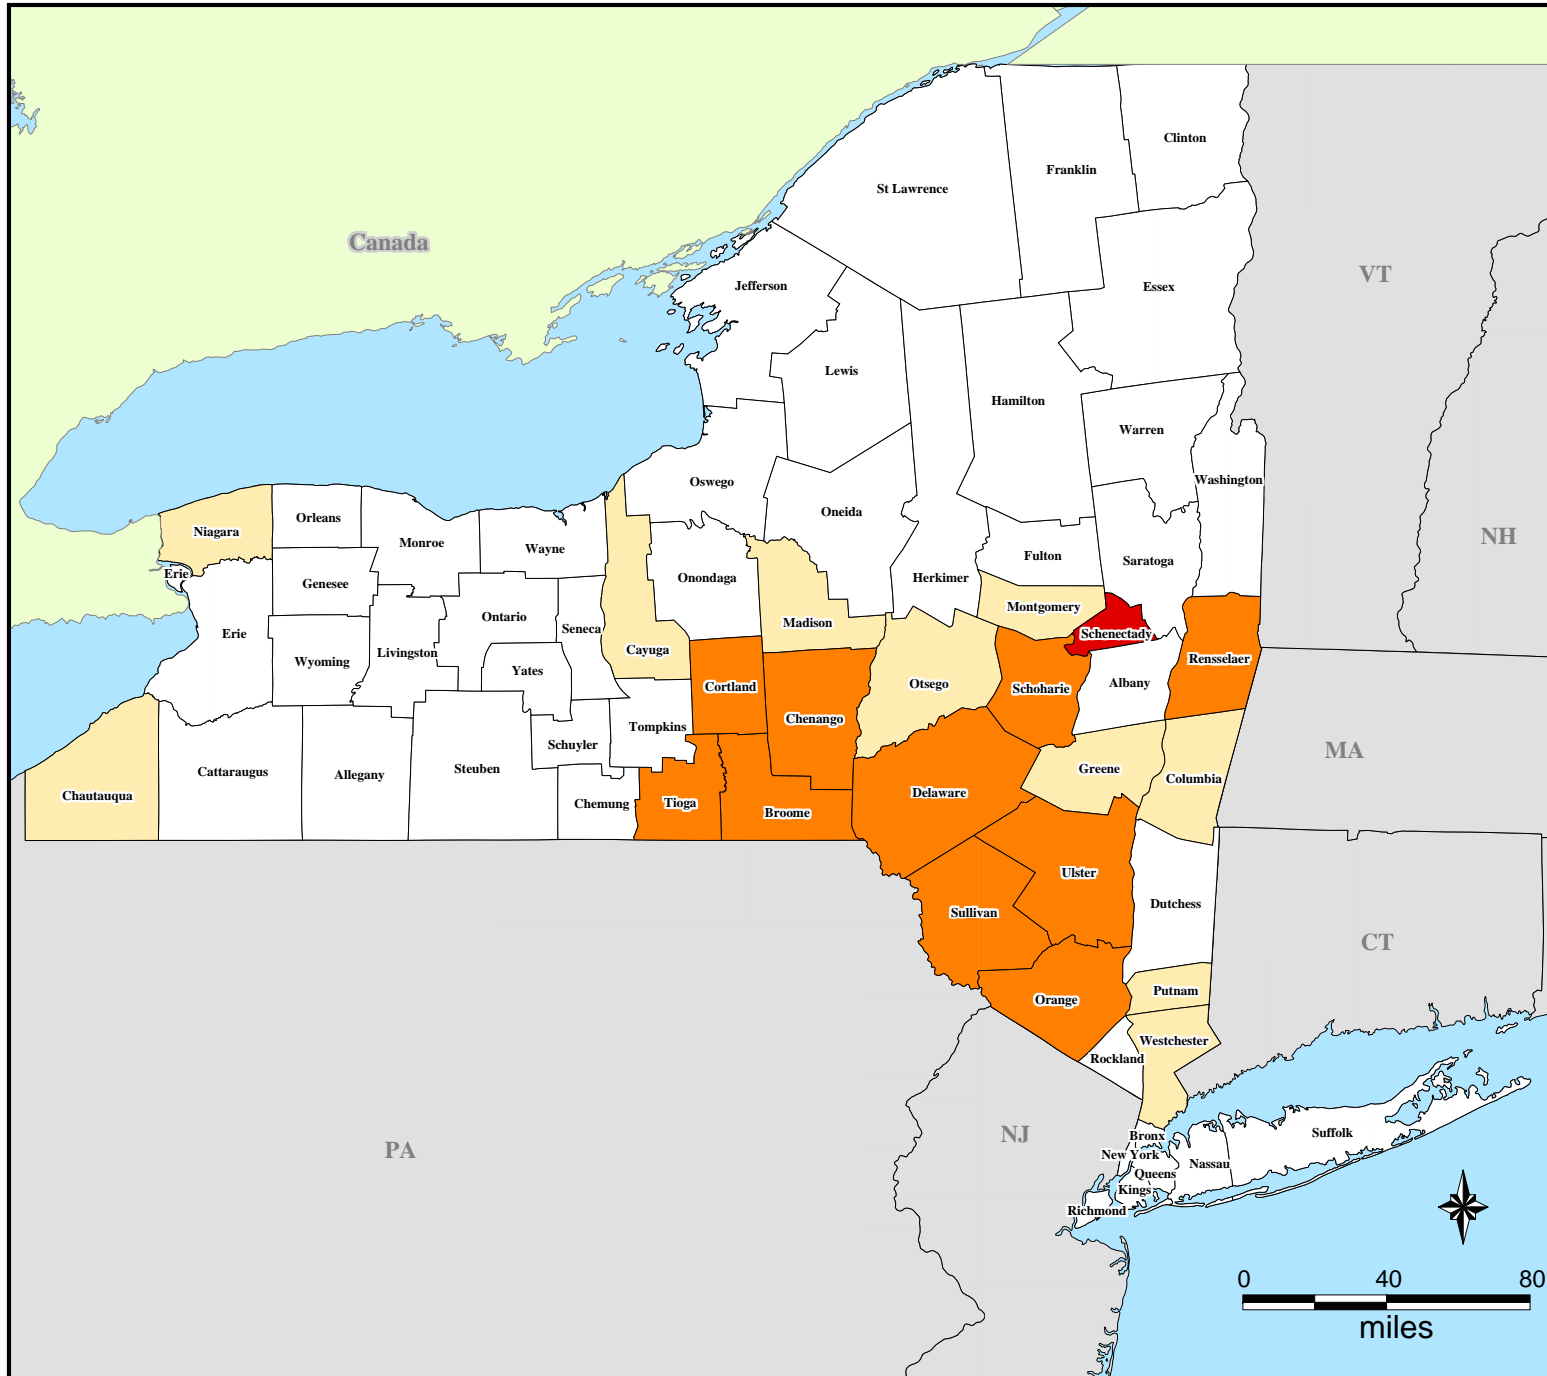 Clinton
Franklin
St Lawrence
Canada
VT
Jefferson
Essex
Lewis
Hamilton
Warren
Washington
Oswego
Oneida
Orleans
Niagara
Monroe
Wayne
NH
Fulton
Saratoga
Erie
Genesee
Onondaga
Herkimer
Montgomery
Ontario
Madison
Seneca
Erie
Schenectady
Livingston
Cayuga
Wyoming
Rensselaer
Yates
Otsego
Albany
Cortland
Schoharie
Chenango
Tompkins
Schuyler
MA
Steuben
Greene
Cattaraugus
Allegany
Columbia
Delaware
Chautauqua
Chemung
Tioga
Broome
Ulster
Dutchess
Sullivan
CT
Putnam
Orange
Westchester
Rockland
NJ
Suffolk
Bronx
PA
New York
Nassau
Queens
Kings
Richmond
0 40 80
miles